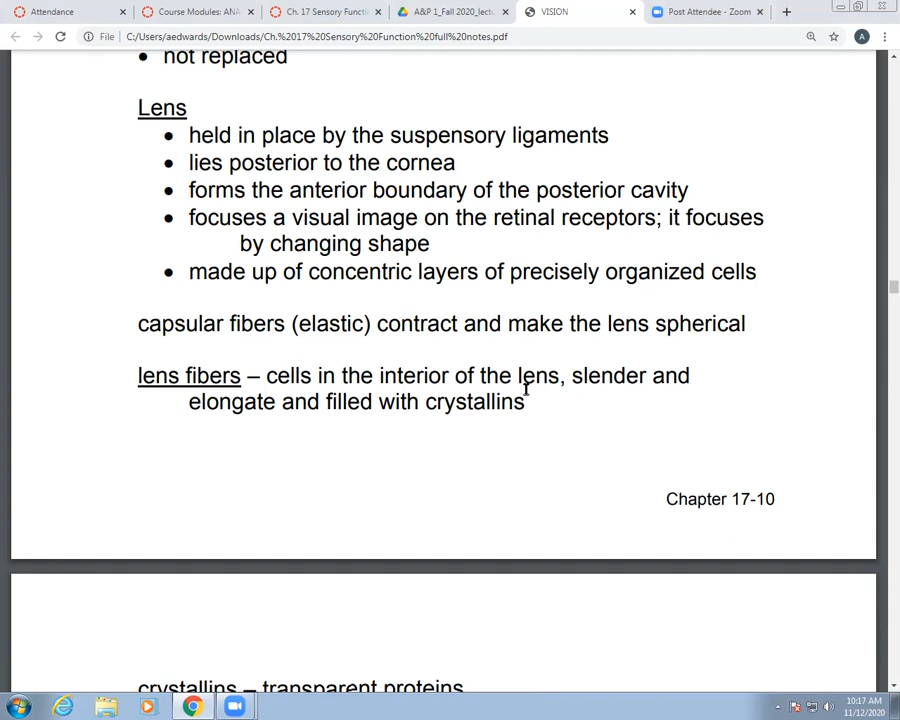 Attendance
Course Modules: ANA
Ch. 17 Sensory Functi
A&P 1_Fall 2020_lectu
VISION
Post Attendee - Zoom
File
C:/Users/aedwards/Downloads/Ch.%2017%20Sensory%20Function%20full%20notes.pdf
A
• not replaced
Lens
• held in place by the suspensory ligaments
• lies posterior to the cornea
• forms the anterior boundary of the posterior cavity
• focuses a visual image on the retinal receptors; it focuses
by changing shape
• made up of concentric layers of precisely organized cells
capsular fibers (elastic) contract and make the lens spherical
lens fibers – cells in the interior of the lens, slender and
elongate and filled with crystallins
Chapter 17-10
crystallins – transparent proteins
10:17 AM
11/12/2020